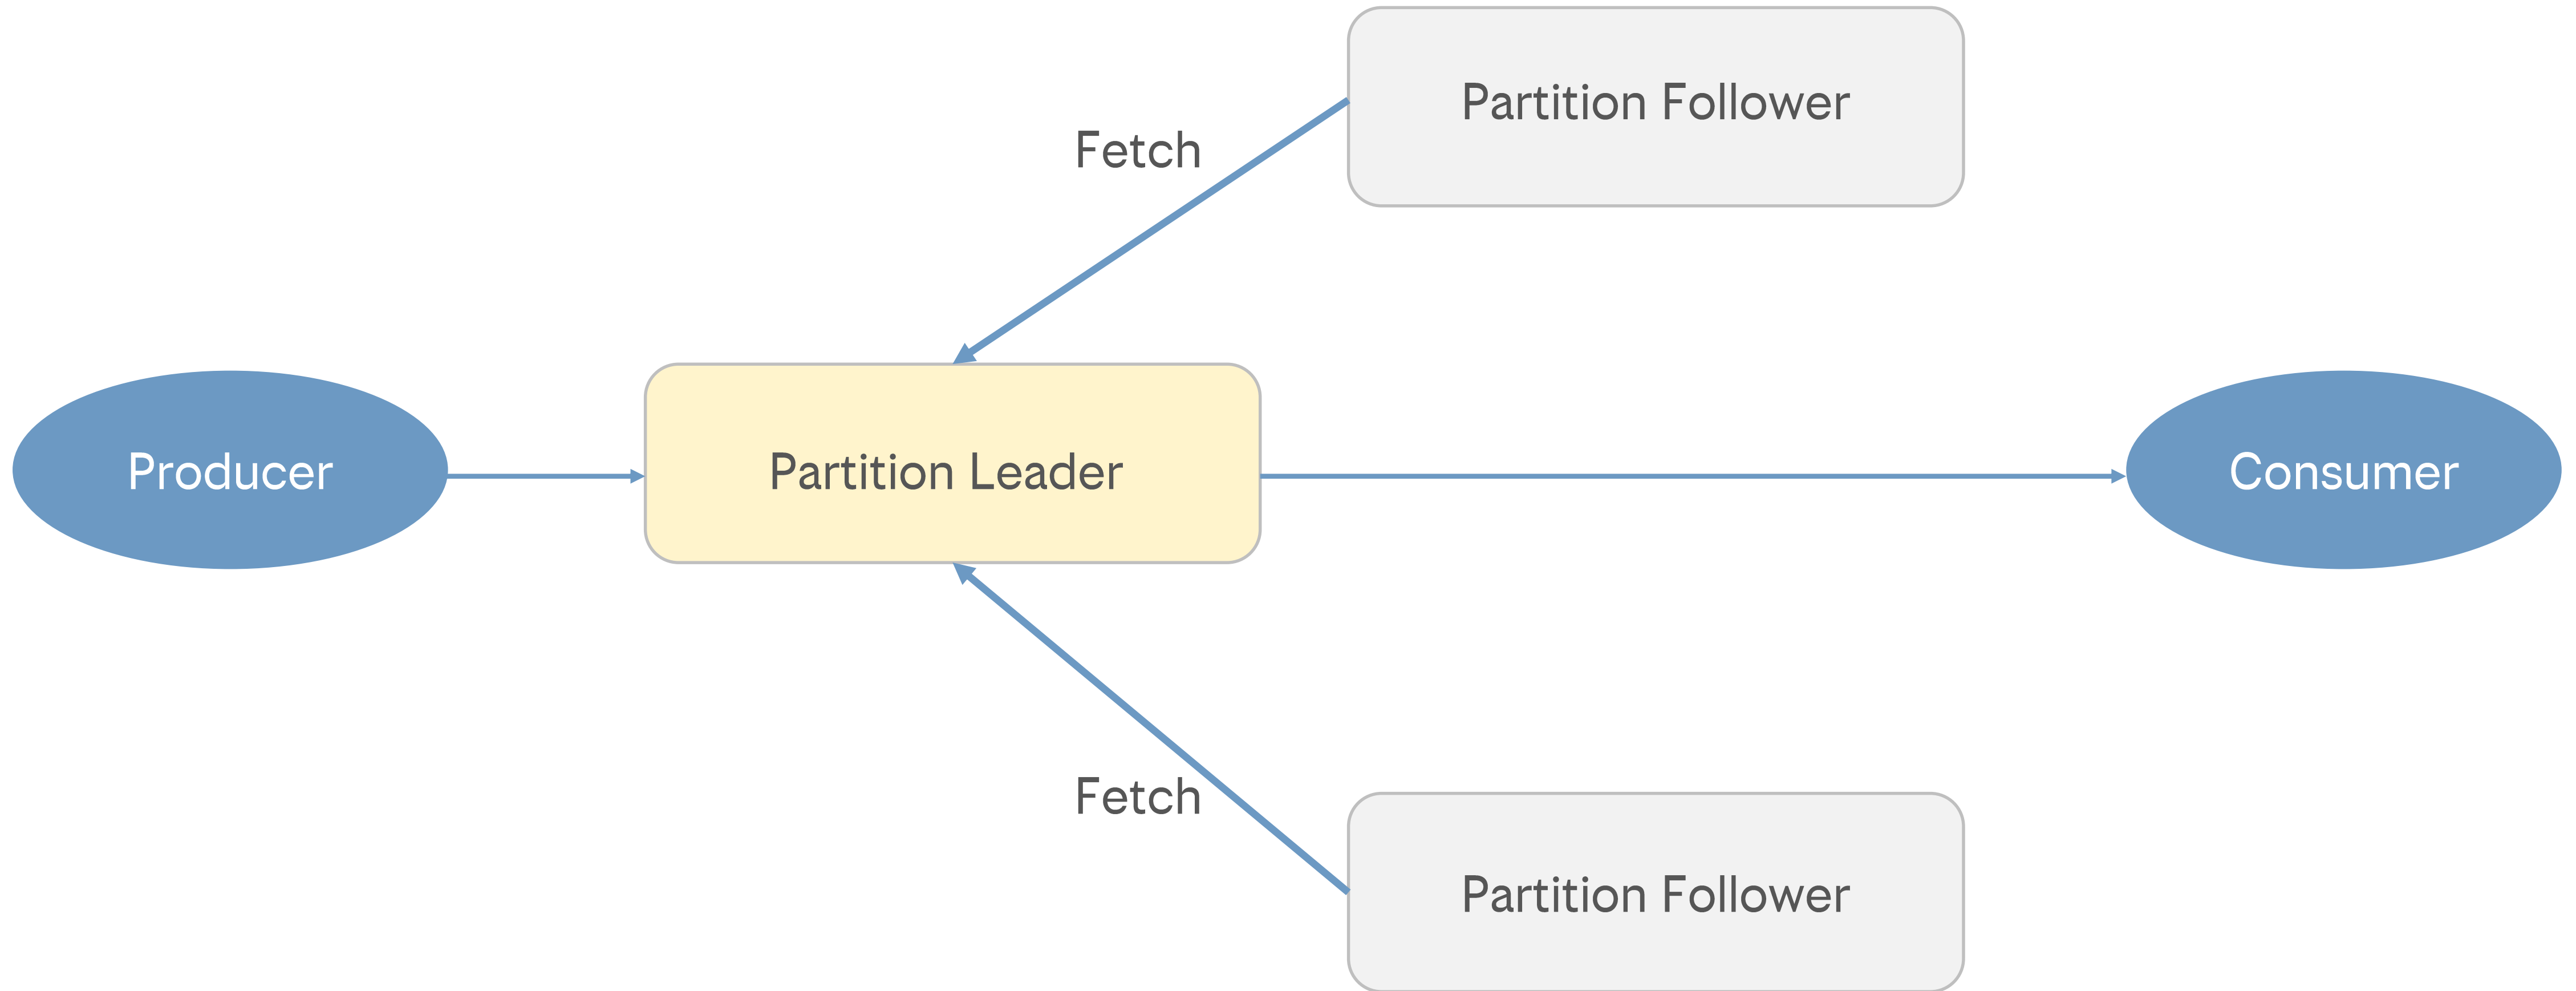 Partition Follower
Fetch
Producer
Partition Leader
Consumer
Fetch
Partition Follower